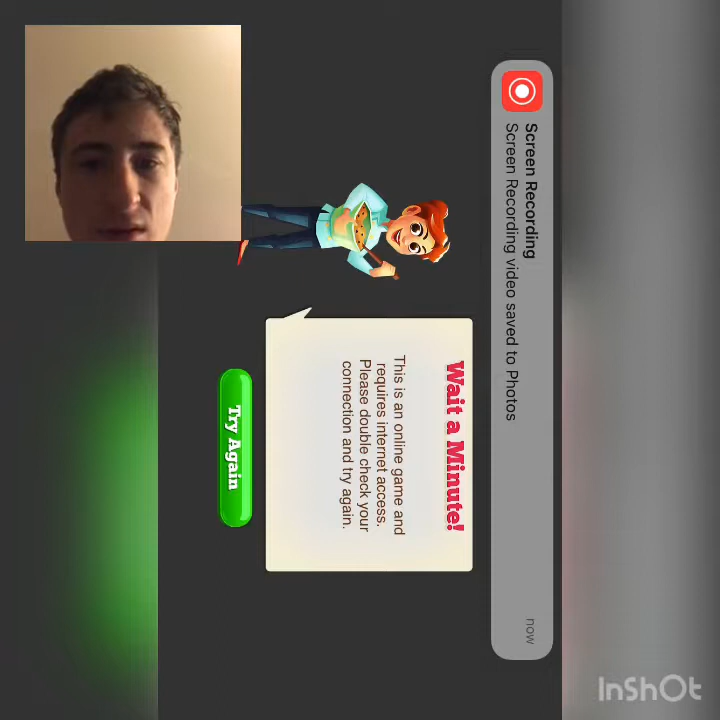 Screen Recording
now
Screen Recording video saved to Photos
Wait a Minute!
This is an online game and
requires internet access.
Please double check your
connection and try again.
Try Again
InShOt